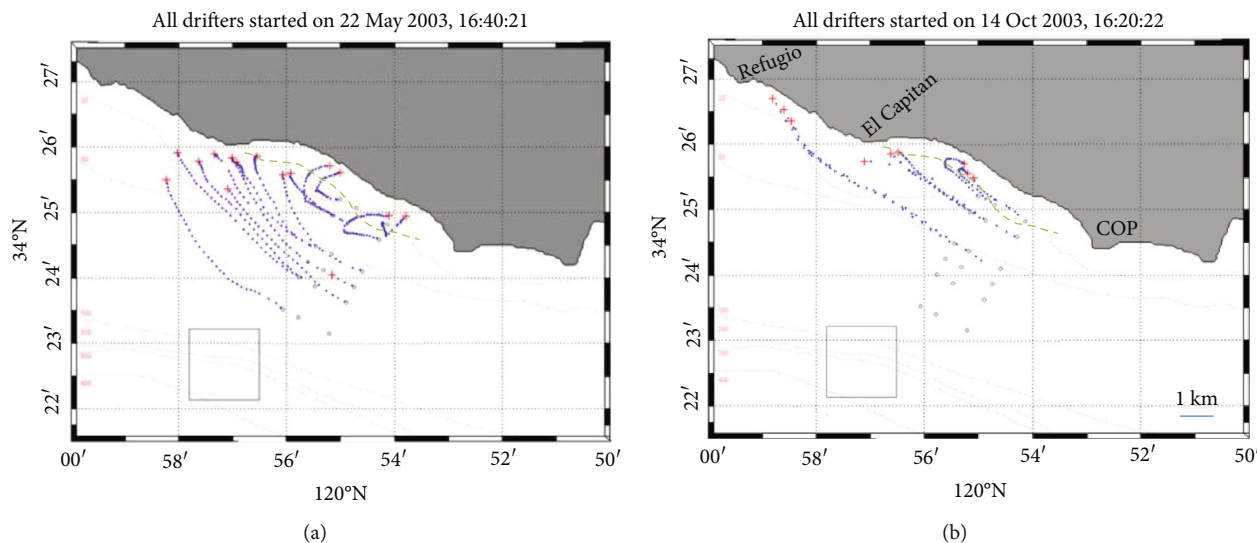 All drifters started on 22 May 2003, 16:40:21
27′
26′
25′
24′
23′
22′
34°N
00′
58′
56′
54′
52′
50′
120°N
(a)
All drifters started on 14 Oct 2003, 16:20:22
Refugio
El Capitan
COP
1 km
27′
26′
25′
24′
23′
22′
34°N
00′
58′
56′
54′
52′
50′
120°N
(b)